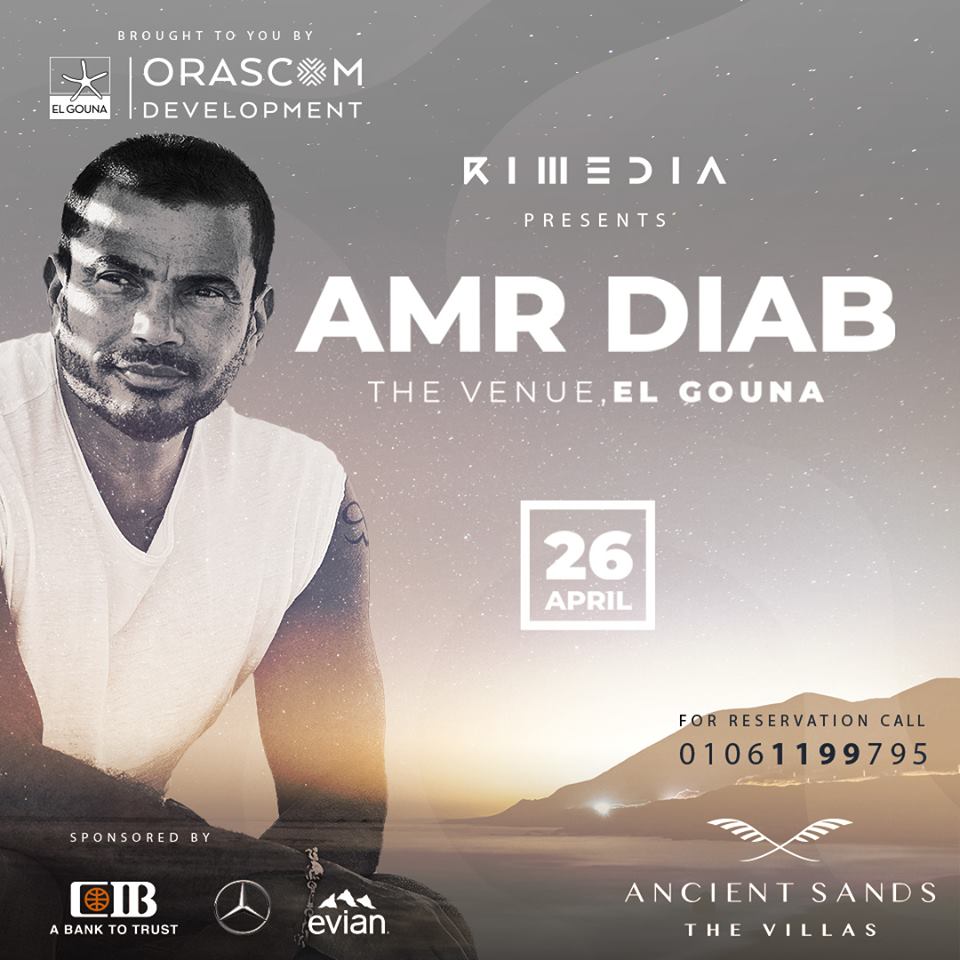 BROUGHT TO YOU BY
EL GOUNA
ORASCOM
DEVELOPMENT
RIMEDIA
PRESENTS
AMR DIAB
THE VENUE, EL GOUNA
26
APRIL
FOR RESERVATION CALL
01061199795
SPONSORED BY
CIB
A BANK TO TRUST
evian.
ANCIENT SANDS
THE VILLAS